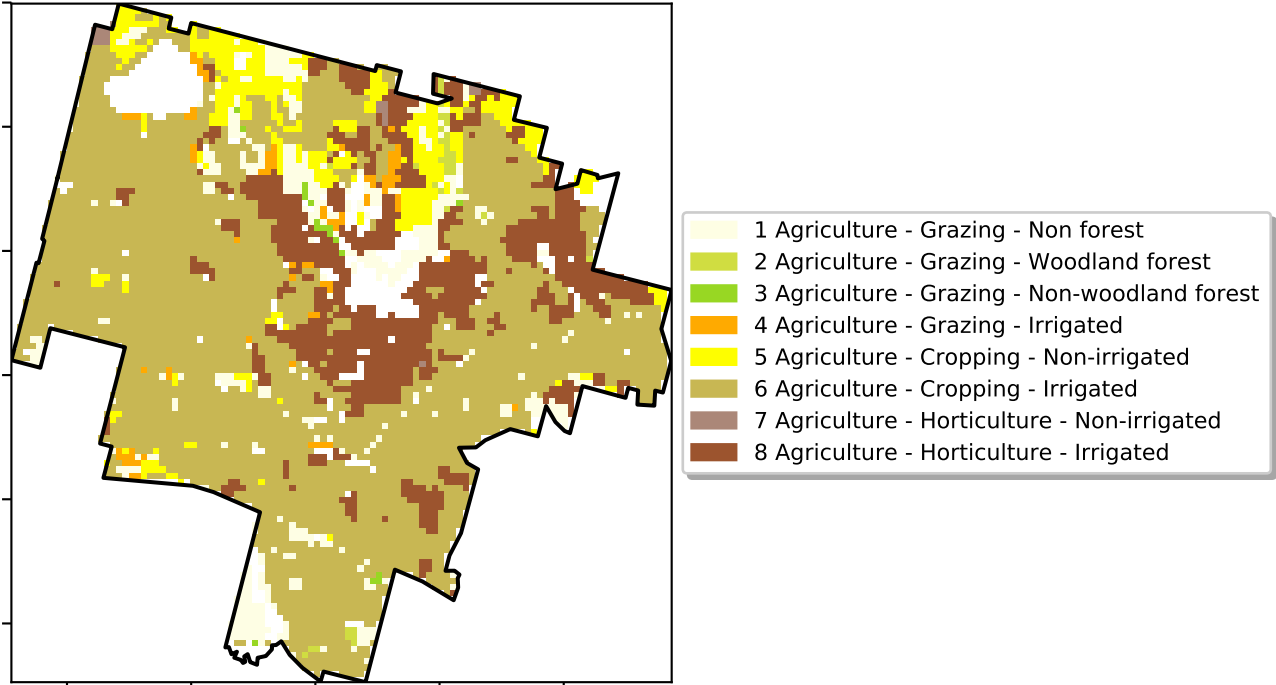 1 Agriculture - Grazing - Non forest
2 Agriculture - Grazing - Woodland forest
3 Agriculture - Grazing - Non-woodland forest
4 Agriculture - Grazing - Irrigated
5 Agriculture - Cropping - Non-irrigated
6 Agriculture - Cropping - Irrigated
7 Agriculture - Horticulture - Non-irrigated
8 Agriculture - Horticulture - Irrigated